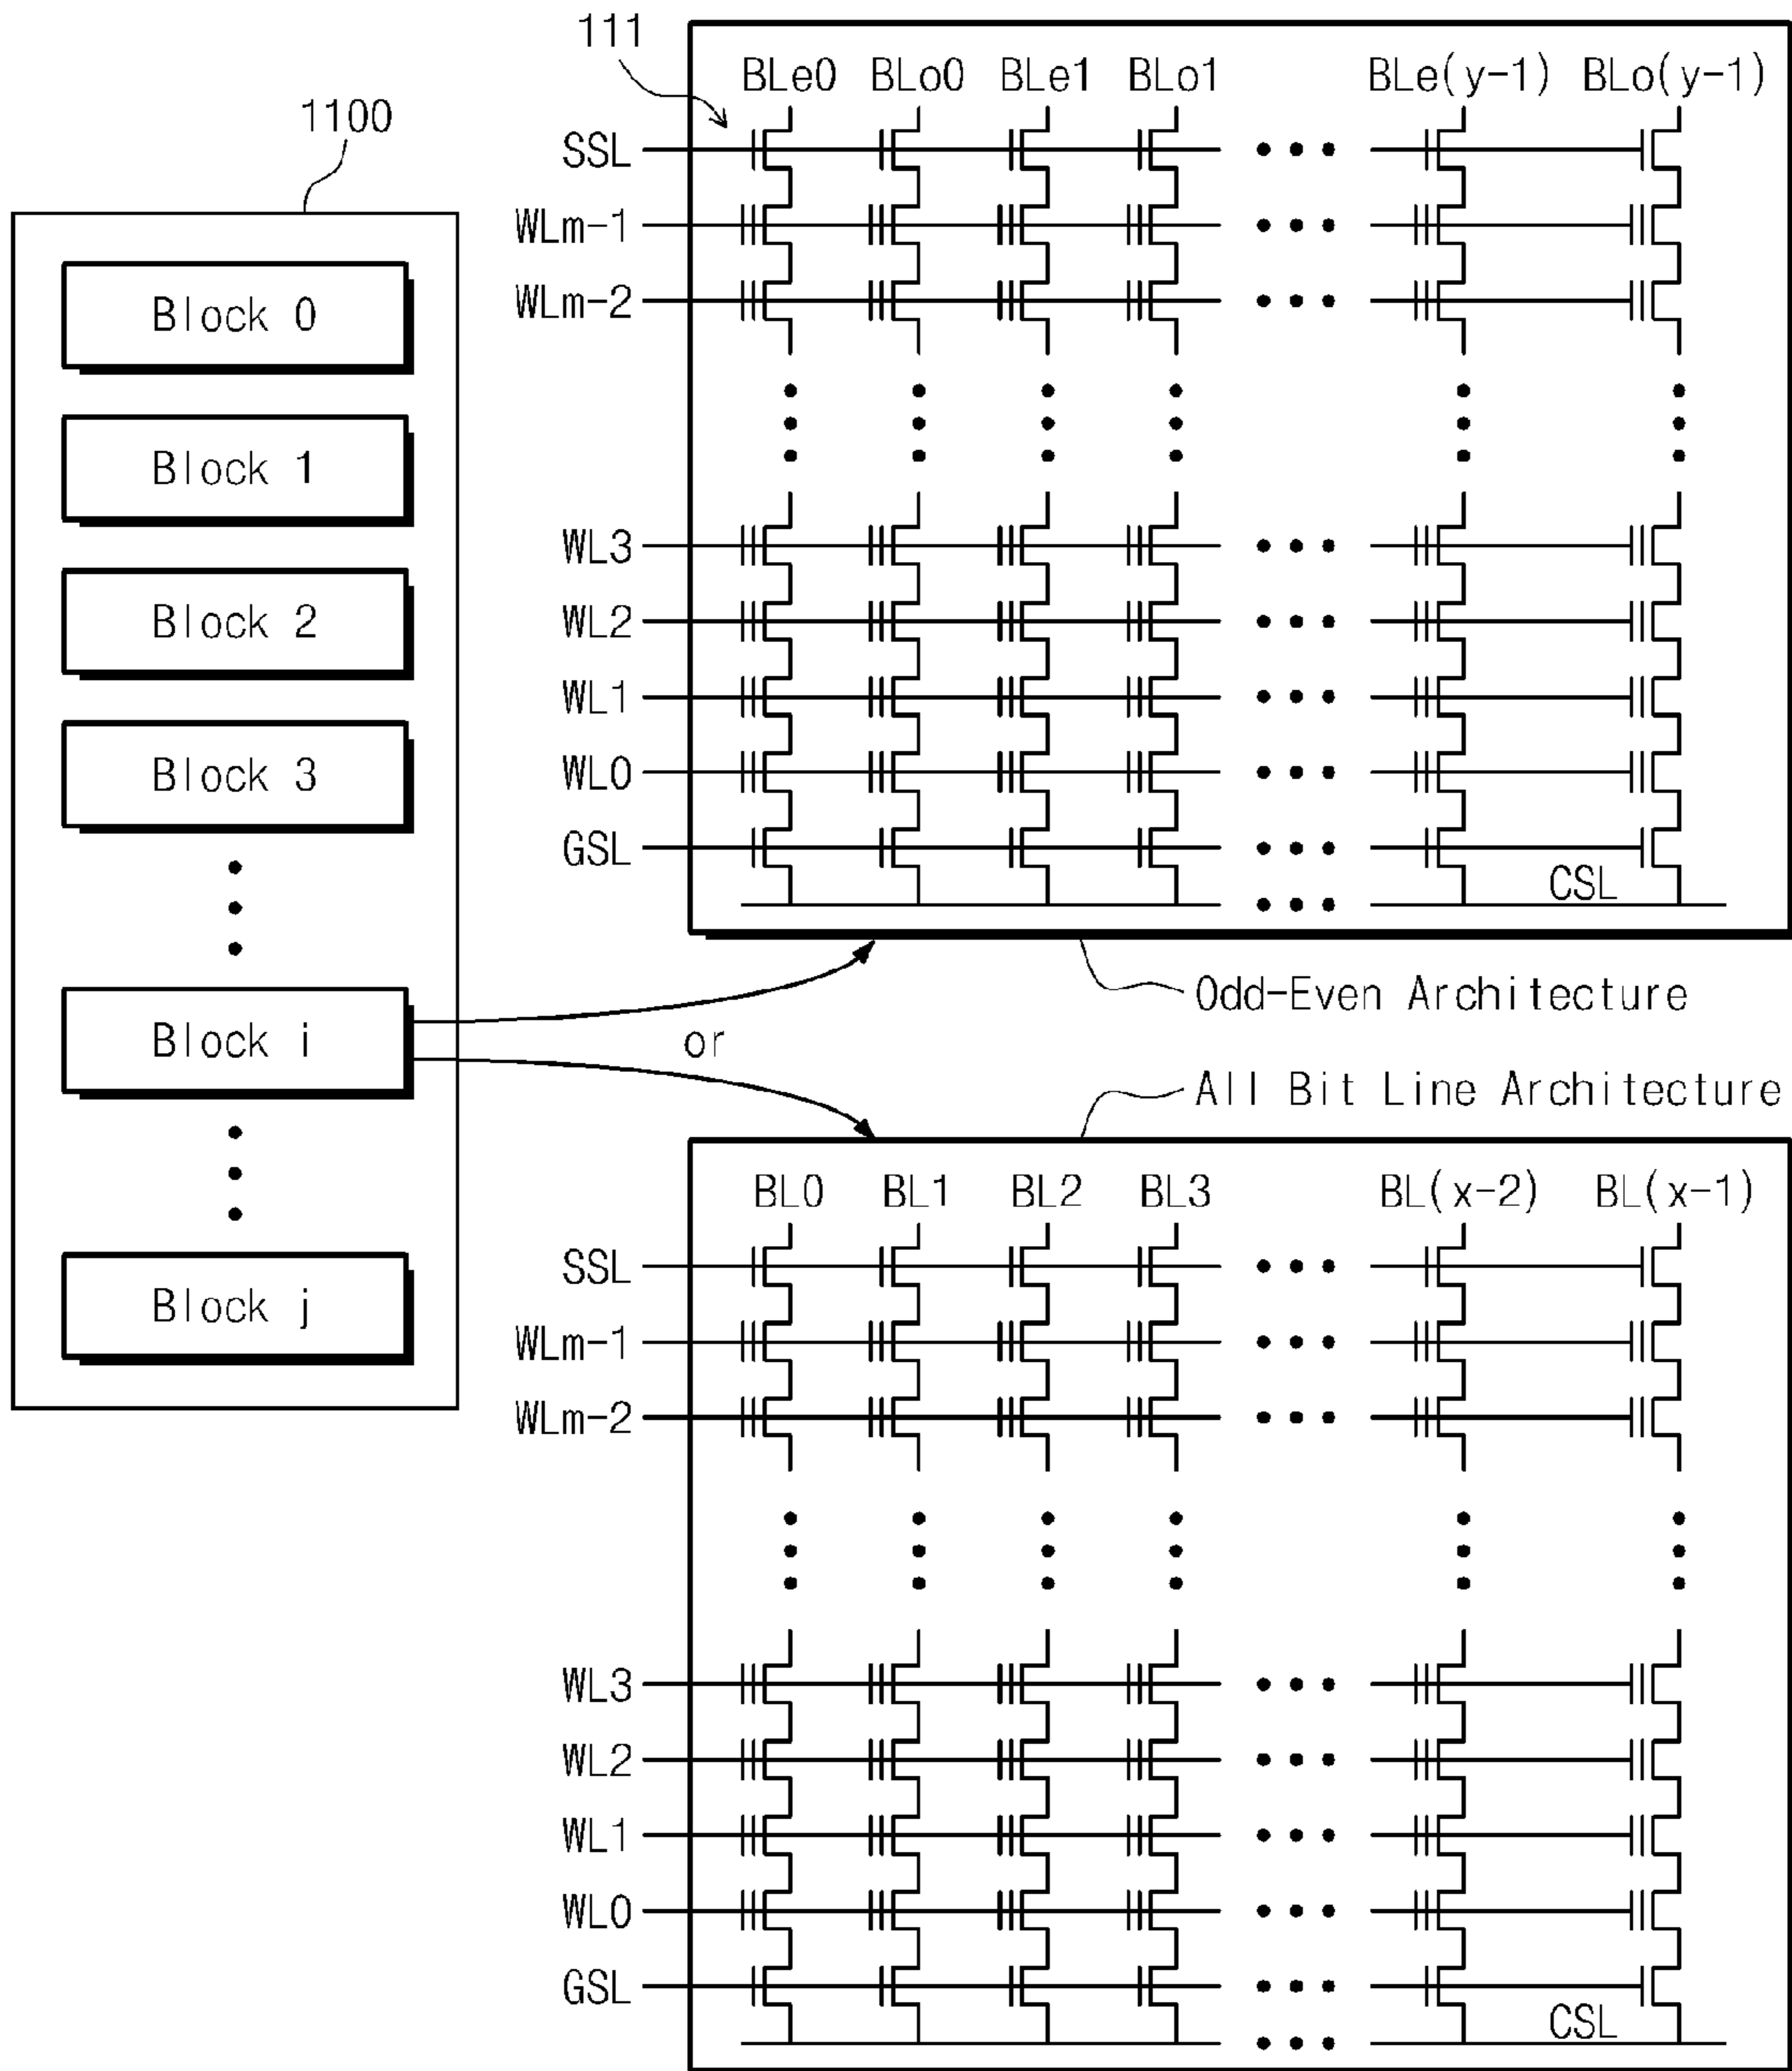 1100
Block 0
Block 1
Block 2
Block 3
Block i
Block j
or
111
BLe0 BLo0 BLe1 BLo1 BLe(y-1) BLo(y-1)
SSL
WLm-1
WLm-2
WL3
WL2
WL1
WL0
GSL
CSL
Odd-Even Architecture
All Bit Line Architecture
BL0 BL1 BL2 BL3 BL(x-2) BL(x-1)
SSL
WLm-1
WLm-2
WL3
WL2
WL1
WL0
GSL
CSL